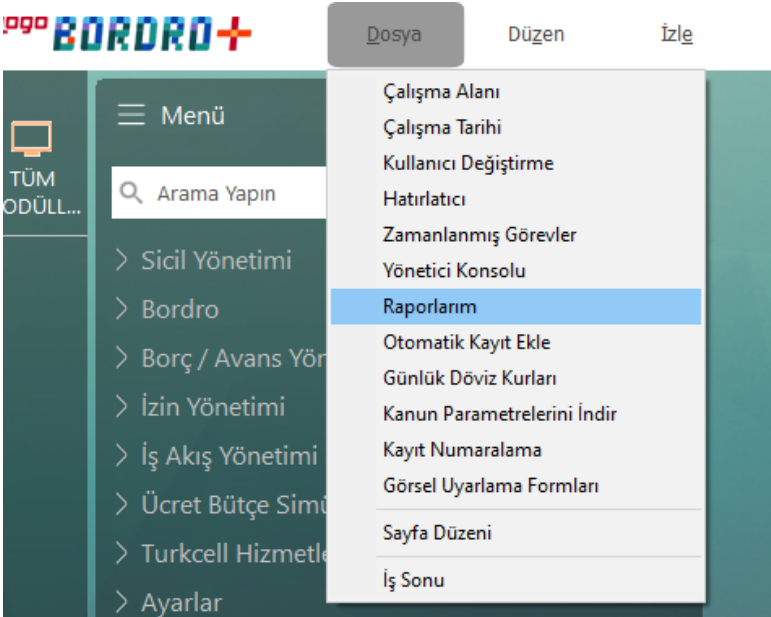 logo BORDRO+
Dosya
Düzen
İzle
Çalışma Alanı
Çalışma Tarihi
Kullanıcı Değiştirme
Hatırlatıcı
Zamanlanmış Görevler
Yönetici Konsolu
Raporlarım
Otomatik Kayıt Ekle
Günlük Döviz Kurları
Kanun Parametrelerini İndir
Kayıt Numaralama
Görsel Uyarlama Formları
Sayfa Düzeni
İş Sonu
TÜM
ODÜLL...
Menü
Arama Yapın
Sicil Yönetimi
Bordro
Borç / Avans Yön
İzin Yönetimi
İş Akış Yönetimi
Ücret Bütçe Simü
Turkcell Hizmetle
Ayarlar